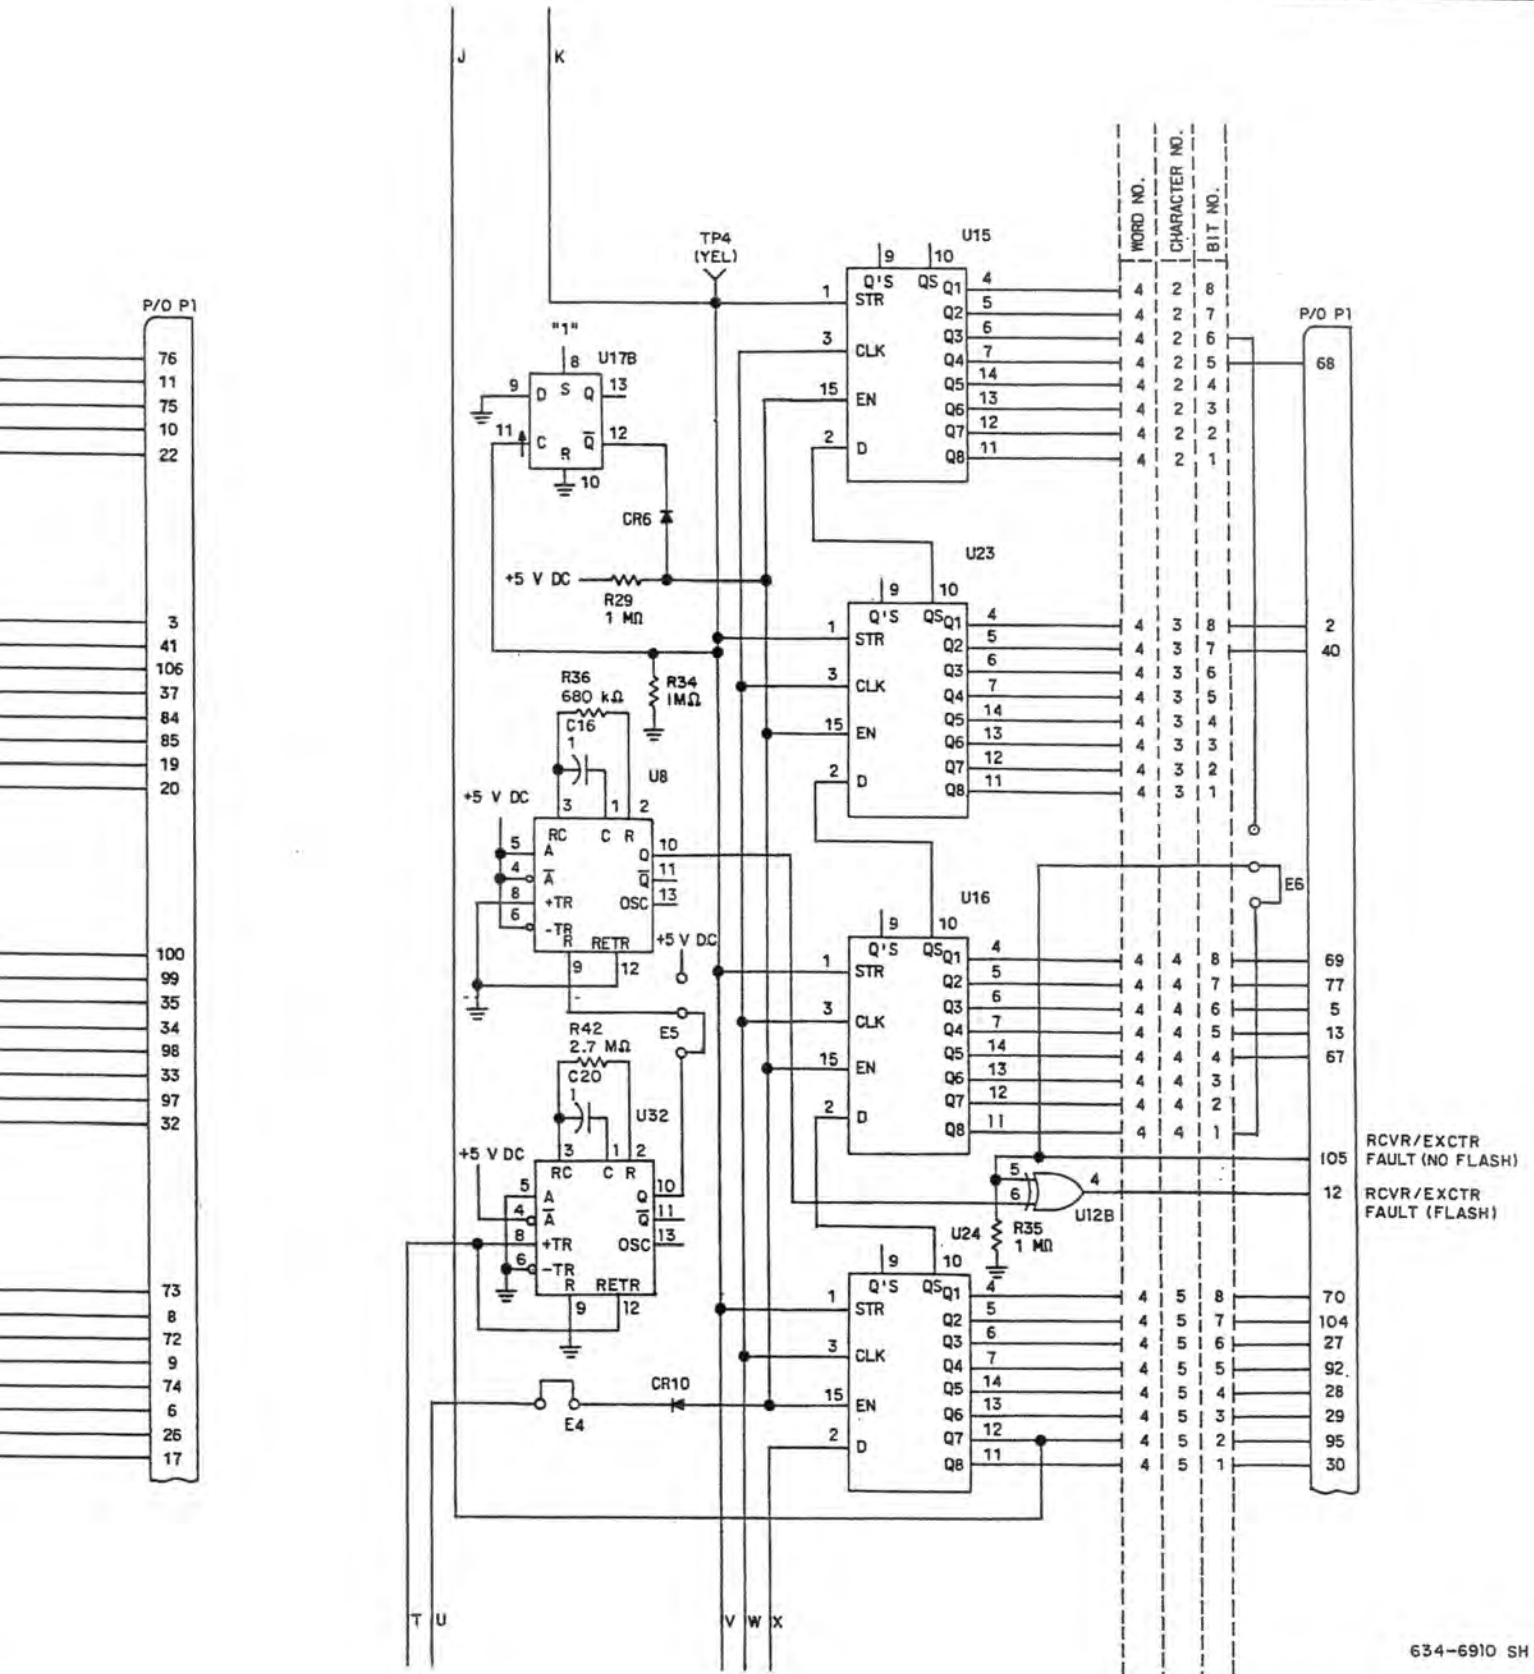 J
K
WORD NO.
CHARACTER NO.
BIT NO.
P/O P1
76
11
75
10
22
3
41
106
37
84
85
19
20
100
99
35
34
98
33
97
32
73
8
72
9
74
6
26
17
TP4
(YEL)
"1"
8
U17B
9
D
S
Q
13
11
C
R
Q
12
10
CR6
+5 V DC
R29
1 MΩ
R34
1MΩ
R36
680 kΩ
C16
1
U8
+5 V DC
3
1
2
RC
C
R
5
A
Q
10
4
A
Q
11
8
+TR
OSC
13
6
-TR
R
RETR
9
12
+5 V DC
E5
R42
2.7 MΩ
C20
1
U32
+5 V DC
3
1
2
RC
C
R
5
A
Q
10
4
A
Q
11
8
+TR
OSC
13
6
-TR
R
RETR
9
12
E4
CR10
T
U
V
W
X
U15
9
10
Q'S
QS
1
STR
3
CLK
15
EN
2
D
Q1 4 4 2 8
Q2 5 4 2 7
Q3 6 4 2 6
Q4 7 4 2 5 68
Q5 14 4 2 4
Q6 13 4 2 3
Q7 12 4 2 2
Q8 11 4 2 1
P/O P1
U23
9
10
Q'S
QS
1
STR
3
CLK
15
EN
2
D
Q1 4 4 3 8 2
Q2 5 4 3 7 40
Q3 6 4 3 6
Q4 7 4 3 5
Q5 14 4 3 4
Q6 13 4 3 3
Q7 12 4 3 2
Q8 11 4 3 1
E6
U16
9
10
Q'S
QS
1
STR
3
CLK
15
EN
2
D
Q1 4 4 4 8 69
Q2 5 4 4 7 77
Q3 6 4 4 6 5
Q4 7 4 4 5 13
Q5 14 4 4 4 67
Q6 13 4 4 3
Q7 12 4 4 2
Q8 11 4 4 1
105
RCVR/EXCTR
FAULT (NO FLASH)
5
6
4
U12B
12
RCVR/EXCTR
FAULT (FLASH)
R35
1 MΩ
U24
9
10
Q'S
QS
1
STR
3
CLK
15
EN
2
D
Q1 4 4 5 8 70
Q2 5 4 5 7 104
Q3 6 4 5 6 27
Q4 7 4 5 5 92
Q5 14 4 5 4 28
Q6 13 4 5 3 29
Q7 12 4 5 2 95
Q8 11 4 5 1 30
634-6910 SH